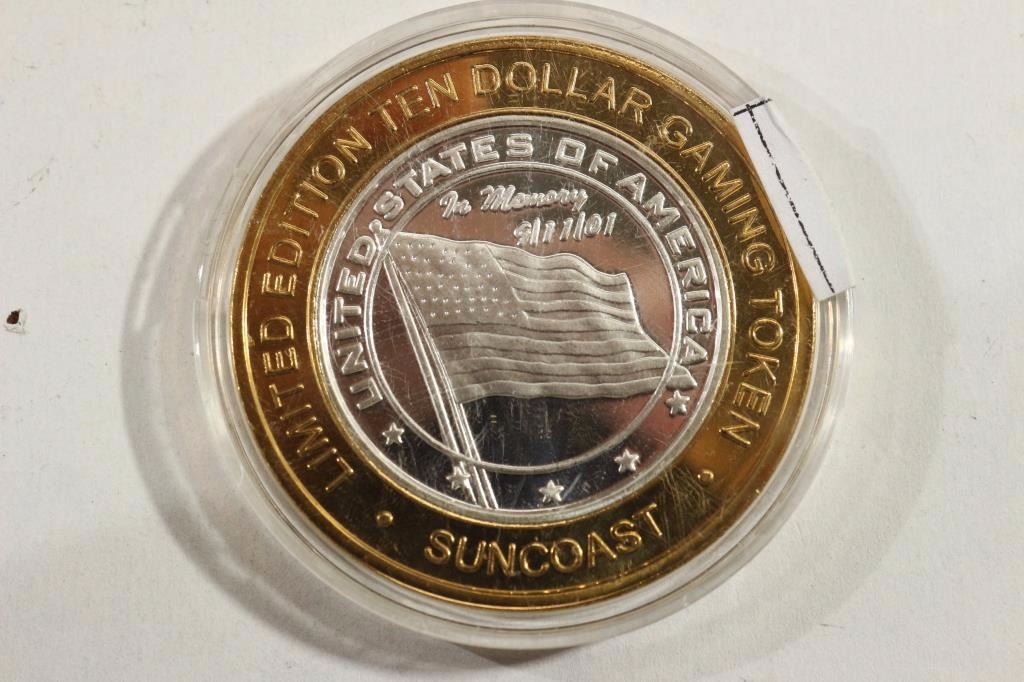 LIMITED EDITION TEN DOLLAR GAMING TOKEN
UNITED STATES OF AMERICA
In Memory
9/11/01
• SUNCOAST •